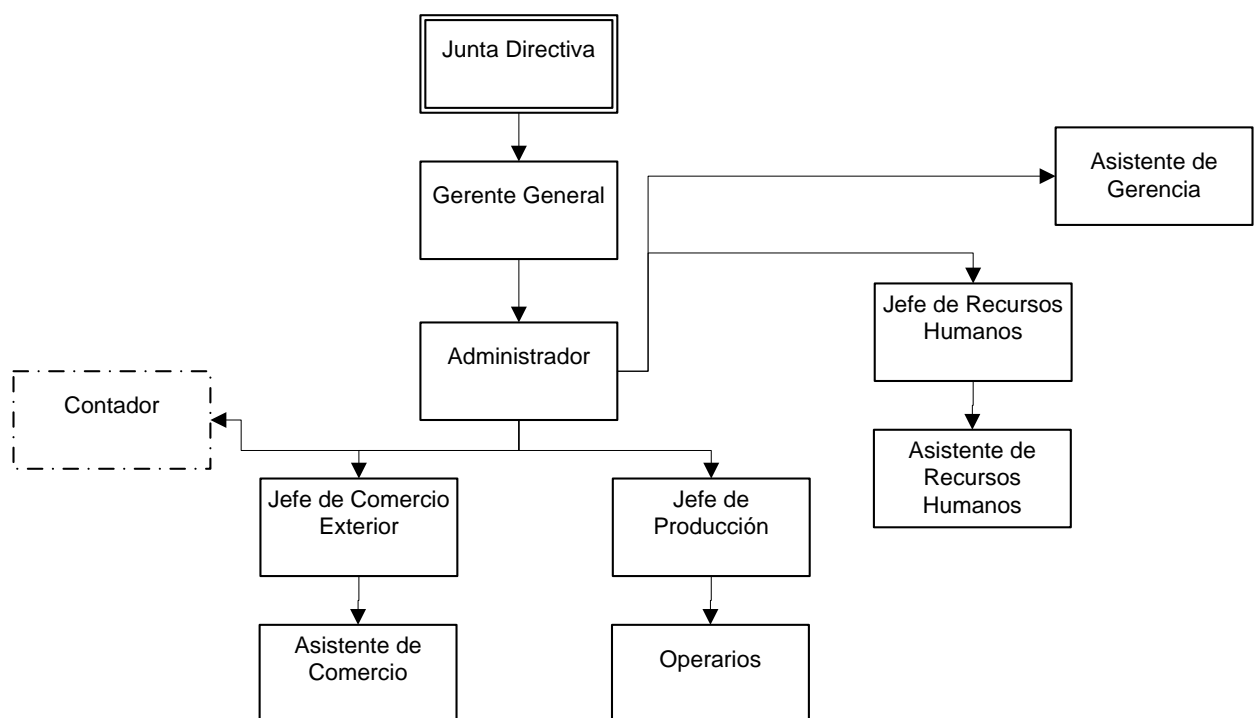 Junta Directiva
Asistente de
Gerencia
Gerente General
Jefe de Recursos
Humanos
Administrador
Contador
Asistente de
Recursos
Humanos
Jefe de Comercio
Exterior
Jefe de
Producción
Asistente de
Comercio
Operarios